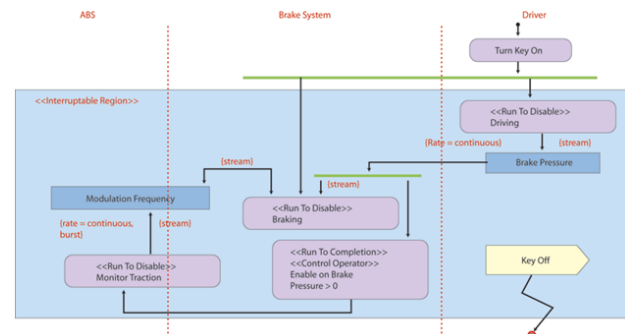 ABS
Brake System
Driver
Turn Key On
<<Interruptable Region>>
<<Run To Disable>>
Driving
{Rate = continuous}
{stream}
Brake Pressure
{stream}
{stream}
Modulation Frequency
<<Run To Disable>>
Braking
{rate = continuous,
burst}
{stream}
<<Run To Completion>>
<<Control Operator>>
Enable on Brake
Pressure > 0
<<Run To Disable>>
Monitor Traction
Key Off